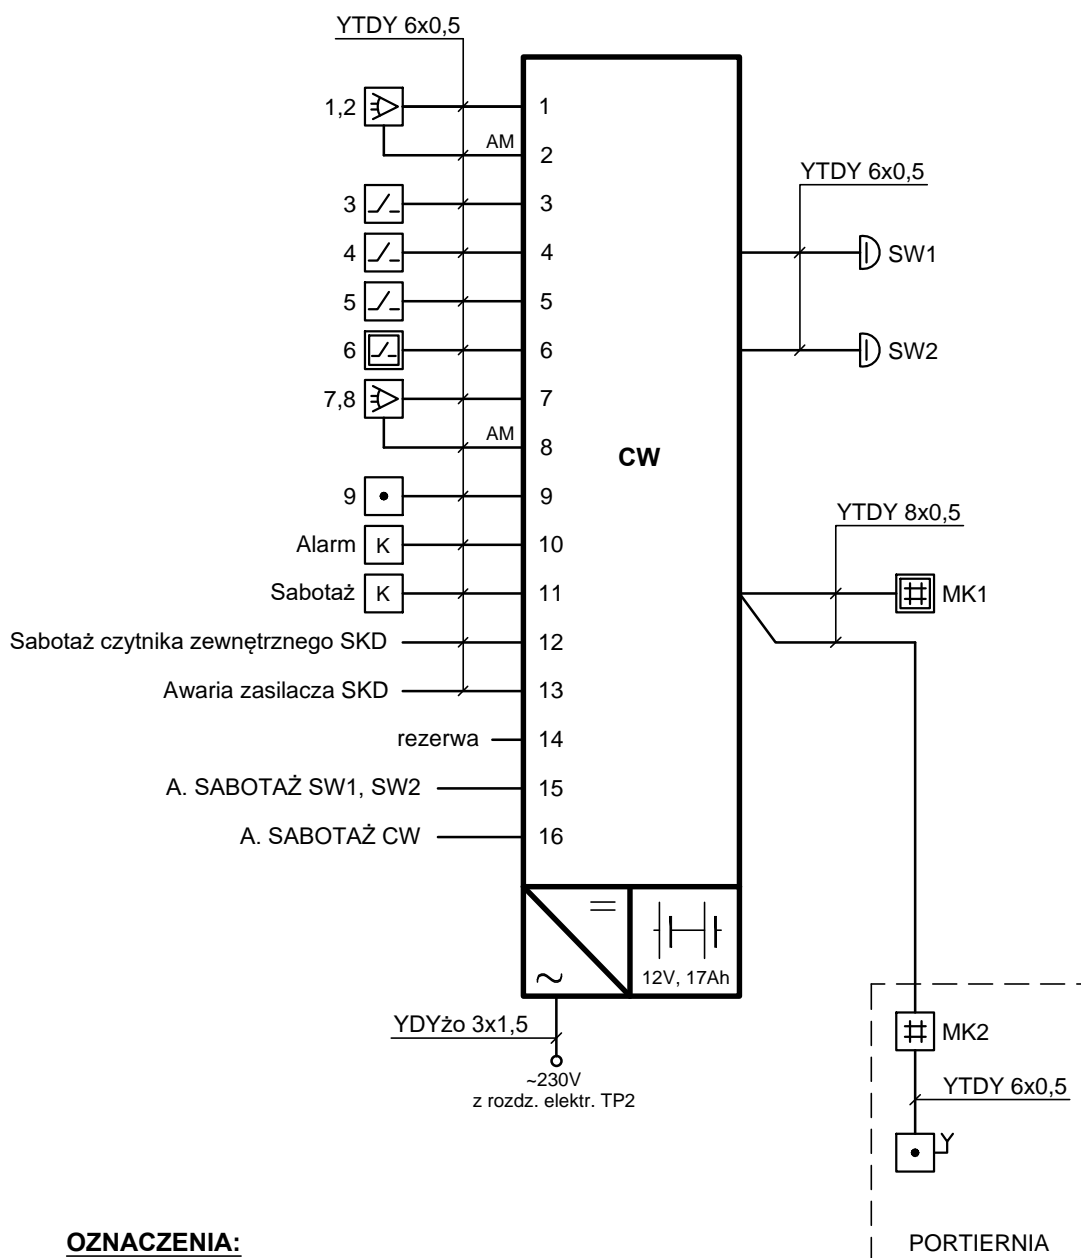 YTDY 6x0,5
1,2
1
AM
2
YTDY 6x0,5
3
3
4
4
SW1
5
5
6
6
SW2
7,8
7
AM
8
CW
9
9
YTDY 8x0,5
Alarm K
10
Sabotaż K
11
MK1
Sabotaż czytnika zewnętrznego SKD
12
Awaria zasilacza SKD
13
rezerwa
14
A. SABOTAŻ SW1, SW2
15
A. SABOTAŻ CW
16
12V, 17Ah
YDYżo 3x1,5
MK2
~230V
z rozdz. elektr. TP2
YTDY 6x0,5
Y
OZNACZENIA:
PORTIERNIA